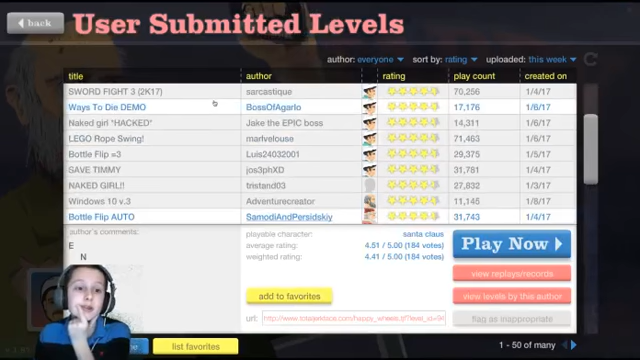 back
User Submitted Levels
author: everyone sort by: rating uploaded: this week
title author rating play count created on
SWORD FIGHT 3 (2K17) sarcastique 70,256 1/4/17
Ways To Die DEMO BossOfAgarIo 17,176 1/6/17
Naked girl *HACKED* Jake the EPIC boss 14,311 1/6/17
LEGO Rope Swing! marlvelouse 71,463 1/4/17
Bottle Flip =3 Luis24032001 29,375 1/5/17
SAVE TIMMY jos3phXD 31,781 1/4/17
NAKED GIRL!! tristand03 27,832 1/3/17
Windows 10 v.3 Adventurecreator 11,145 1/8/17
Bottle Flip AUTO SamodiAndPersidskiy 31,743 1/4/17
author's comments:
E
N
playable character: santa claus
average rating: 4.51 / 5.00 (184 votes)
weighted rating: 4.41 / 5.00 (184 votes)
Play Now
view replays/records
add to favorites
view levels by this author
url:
flag as inappropriate
list favorites
1 - 50 of many